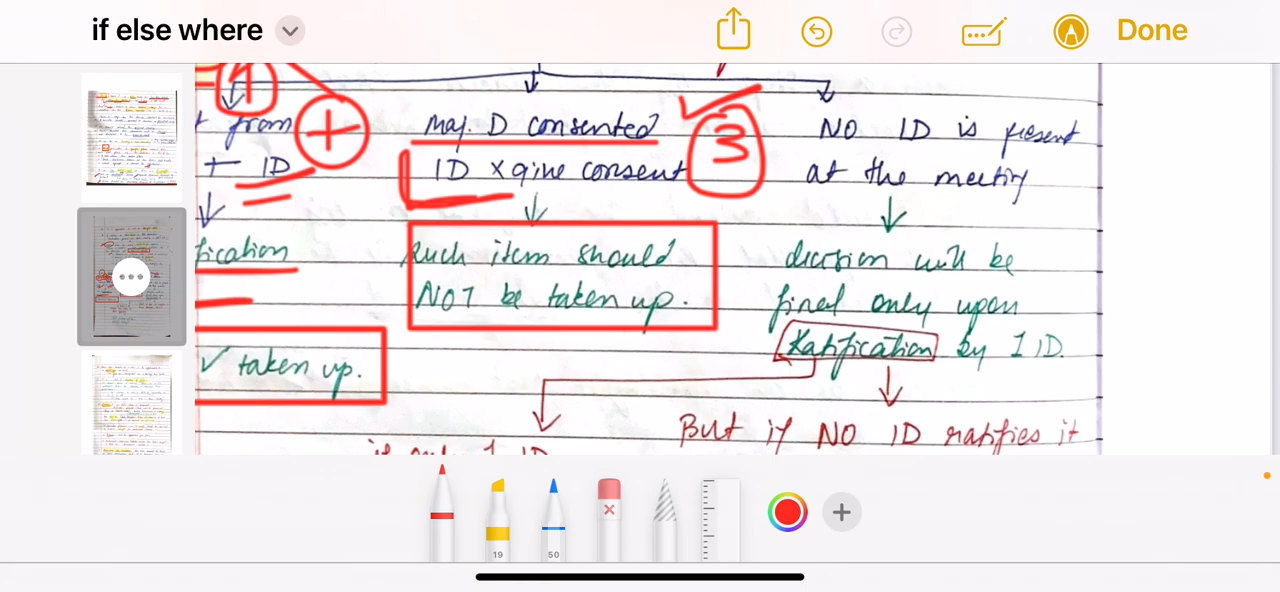 if else where
Done
1
from
+
+ ID
fication
✓ taken up.
Maj. D consented
ID x give consent
3
such item should
NOT be taken up.
NO ID is present
at the meeting
decision will be
final only upon
Ratification by 1 ID.
But if NO ID ratifies it
19
50